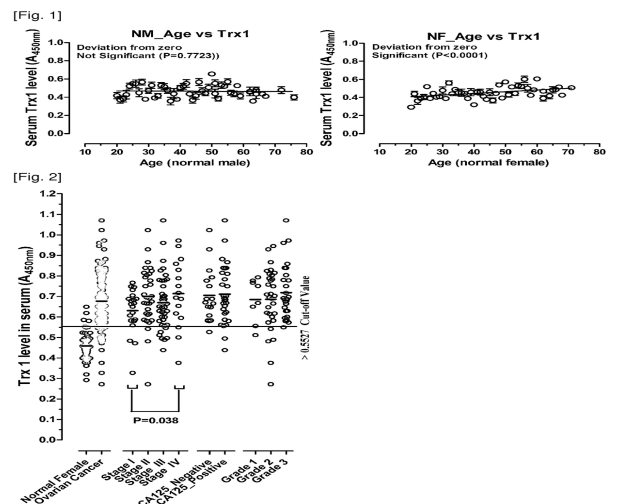 [Fig. 1]
NM_Age vs Trx1
Deviation from zero
Not Significant (P=0.7723))
Serum Trx1 level (A450nm)
1.0
0.8
0.6
0.4
0.2
0.0
10 20 30 40 50 60 70 80
Age (normal male)
NF_Age vs Trx1
Deviation from zero
Significant (P<0.0001)
Serum Trx1 level (A450nm)
1.0
0.8
0.6
0.4
0.2
0.0
10 20 30 40 50 60 70 80
Age (normal female)
[Fig. 2]
Trx 1 level in serum (A450nm)
1.2
1.1
1.0
0.9
0.8
0.7
0.6
0.5
0.4
0.3
0.2
0.1
0.0
> 0.5527 Cut-off Value
P=0.038
Normal Female
Ovarian Cancer
Stage I
Stage II
Stage III
Stage IV
CA125_Negative
CA125_Positive
Grade 1
Grade 2
Grade 3